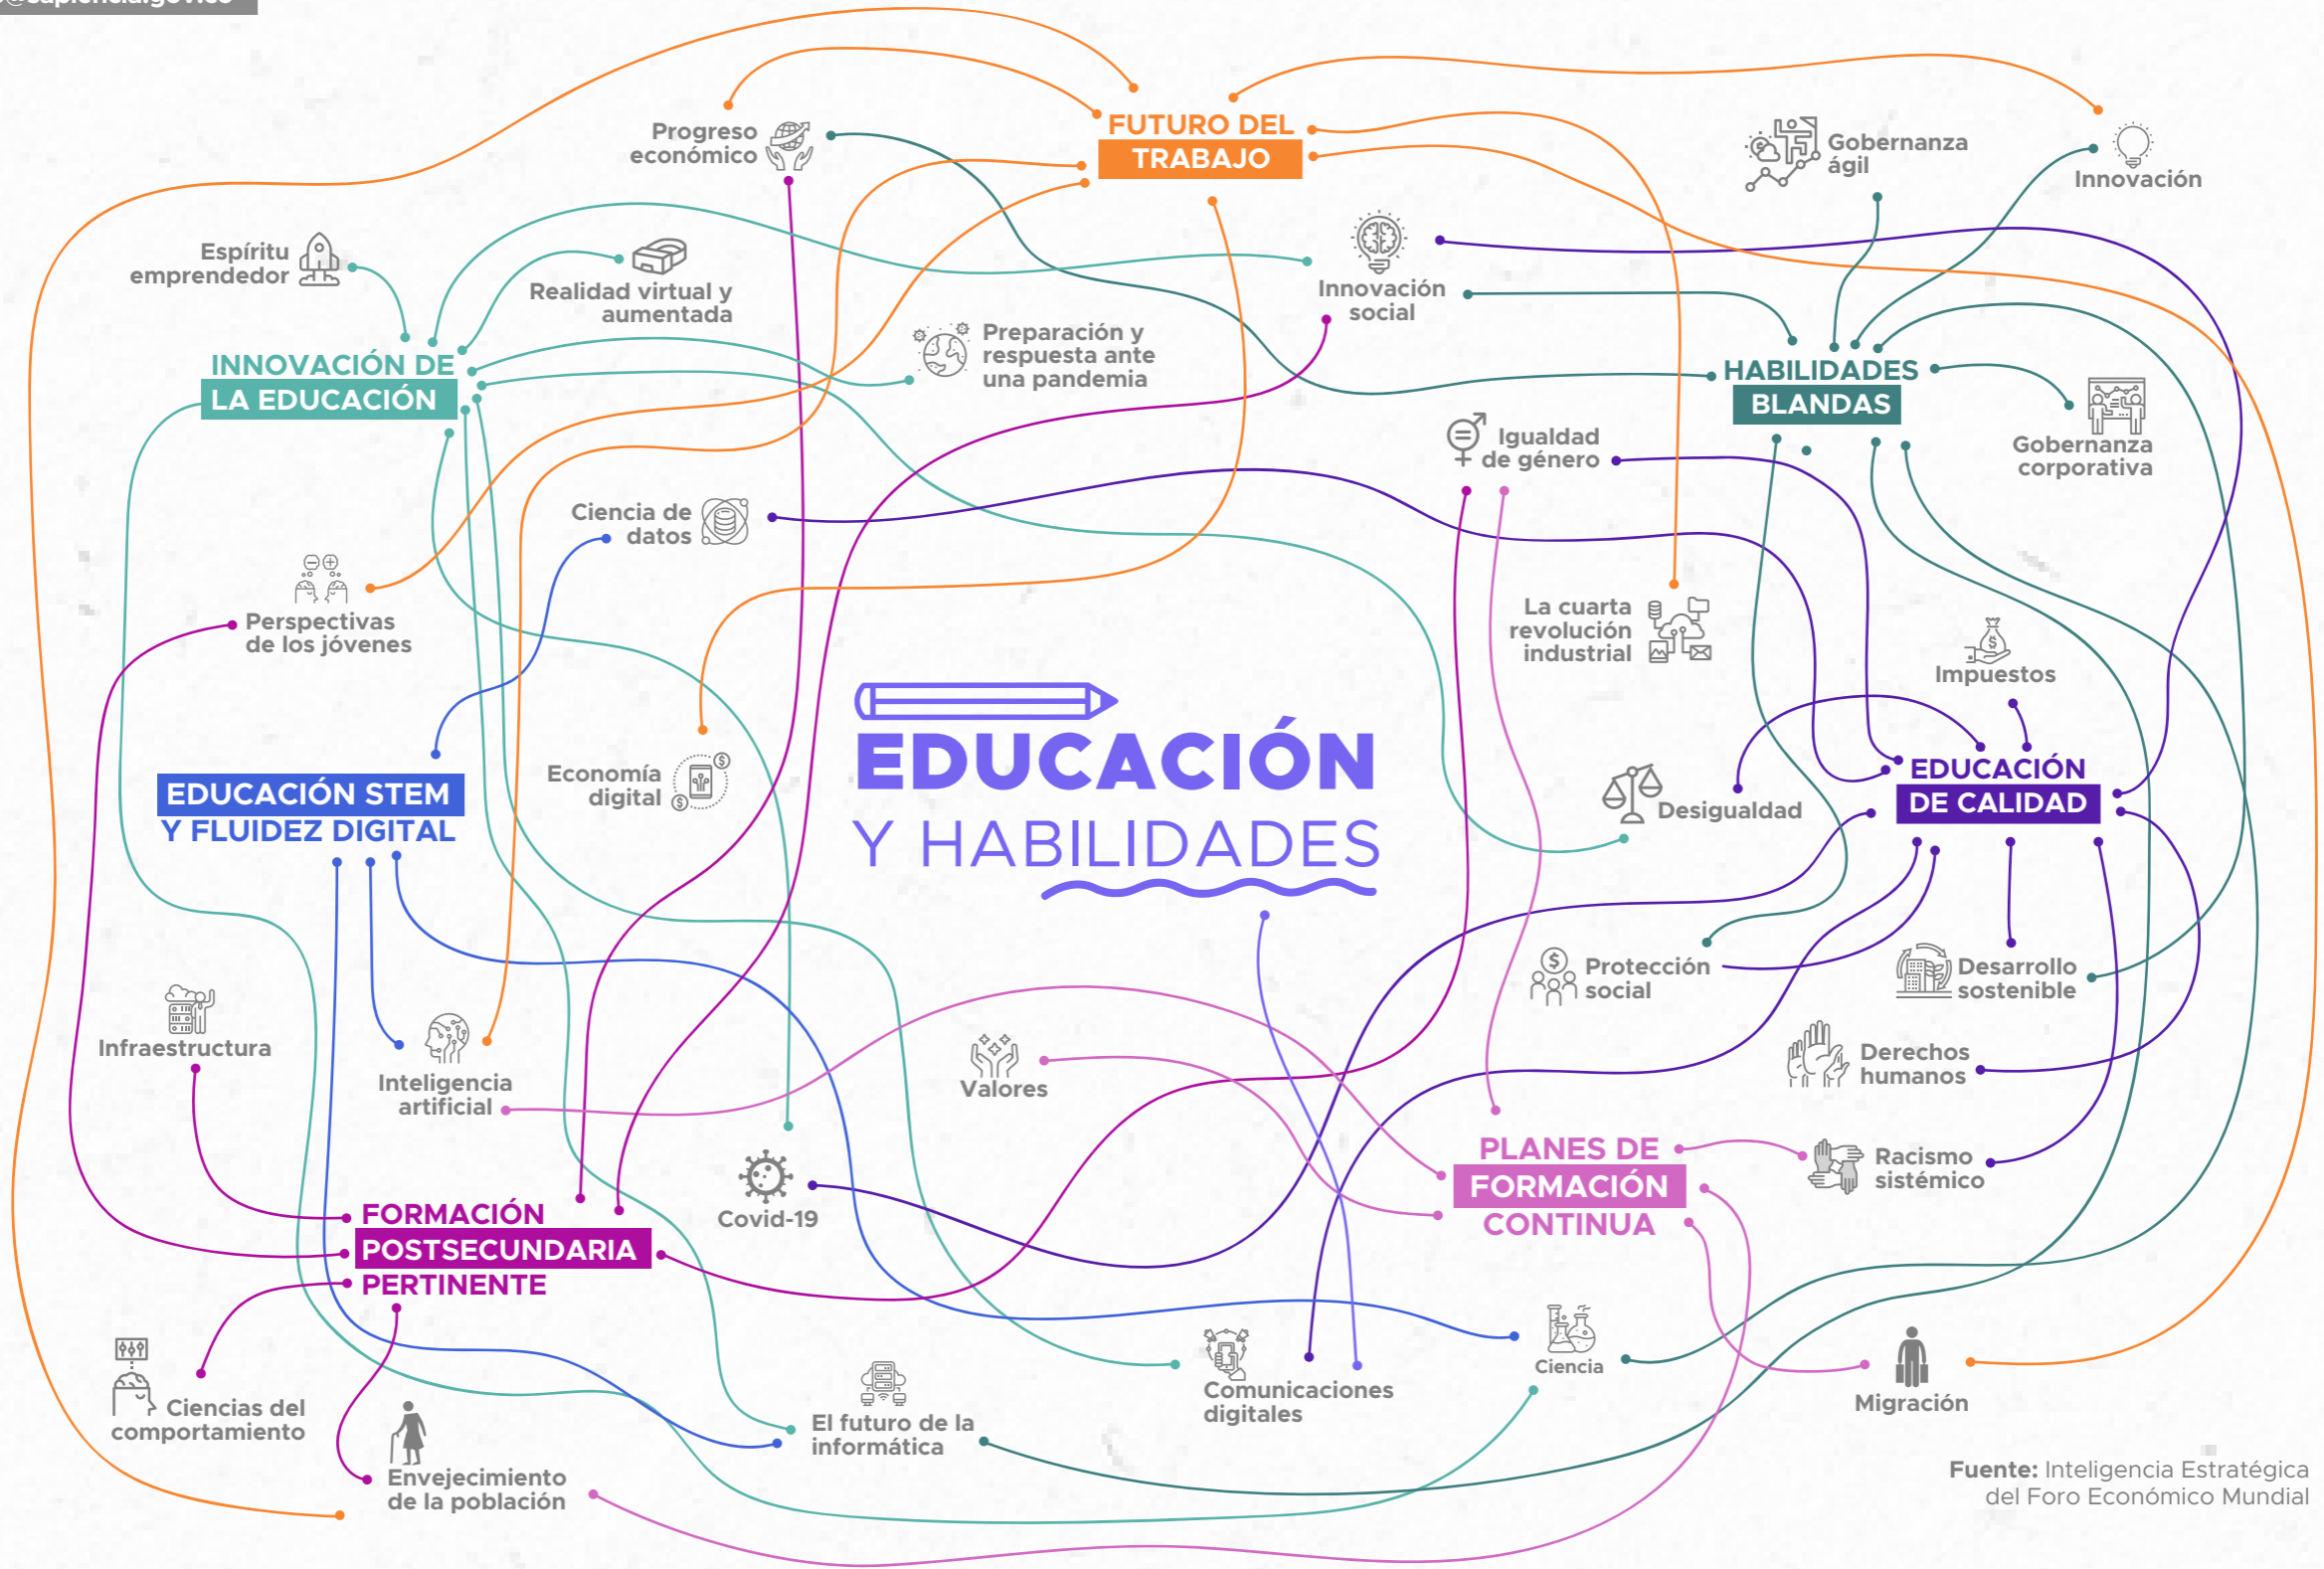 @sapiencia.gov.co
FUTURO DEL
TRABAJO
Progreso
económico
Gobernanza
ágil
Innovación
Espíritu
emprendedor
Realidad virtual y
aumentada
Innovación
social
Preparación y
respuesta ante
una pandemia
INNOVACIÓN DE
LA EDUCACIÓN
HABILIDADES
BLANDAS
Igualdad
de género
Gobernanza
corporativa
Ciencia de
datos
Perspectivas
de los jóvenes
La cuarta
revolución
industrial
Impuestos
EDUCACIÓN
Y HABILIDADES
EDUCACIÓN STEM
Y FLUIDEZ DIGITAL
Economía
digital
Desigualdad
EDUCACIÓN
DE CALIDAD
Protección
social
Desarrollo
sostenible
Infraestructura
Inteligencia
artificial
Valores
Derechos
humanos
PLANES DE
FORMACIÓN
CONTINUA
Racismo
sistémico
Covid-19
FORMACIÓN
POSTSECUNDARIA
PERTINENTE
Ciencias del
comportamiento
Envejecimiento
de la población
El futuro de la
informática
Comunicaciones
digitales
Ciencia
Migración
Fuente: Inteligencia Estratégica
del Foro Económico Mundial